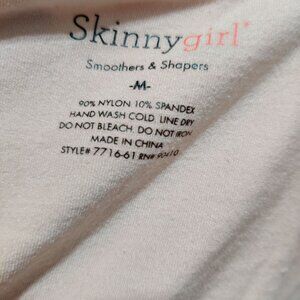 Skinnygirl
Smoothers & Shapers
-M-
90% NYLON 10% SPANDEX
HAND WASH COLD. LINE DRY
DO NOT BLEACH. DO NOT IRON
MADE IN CHINA
STYLE# 7716-61 RN#